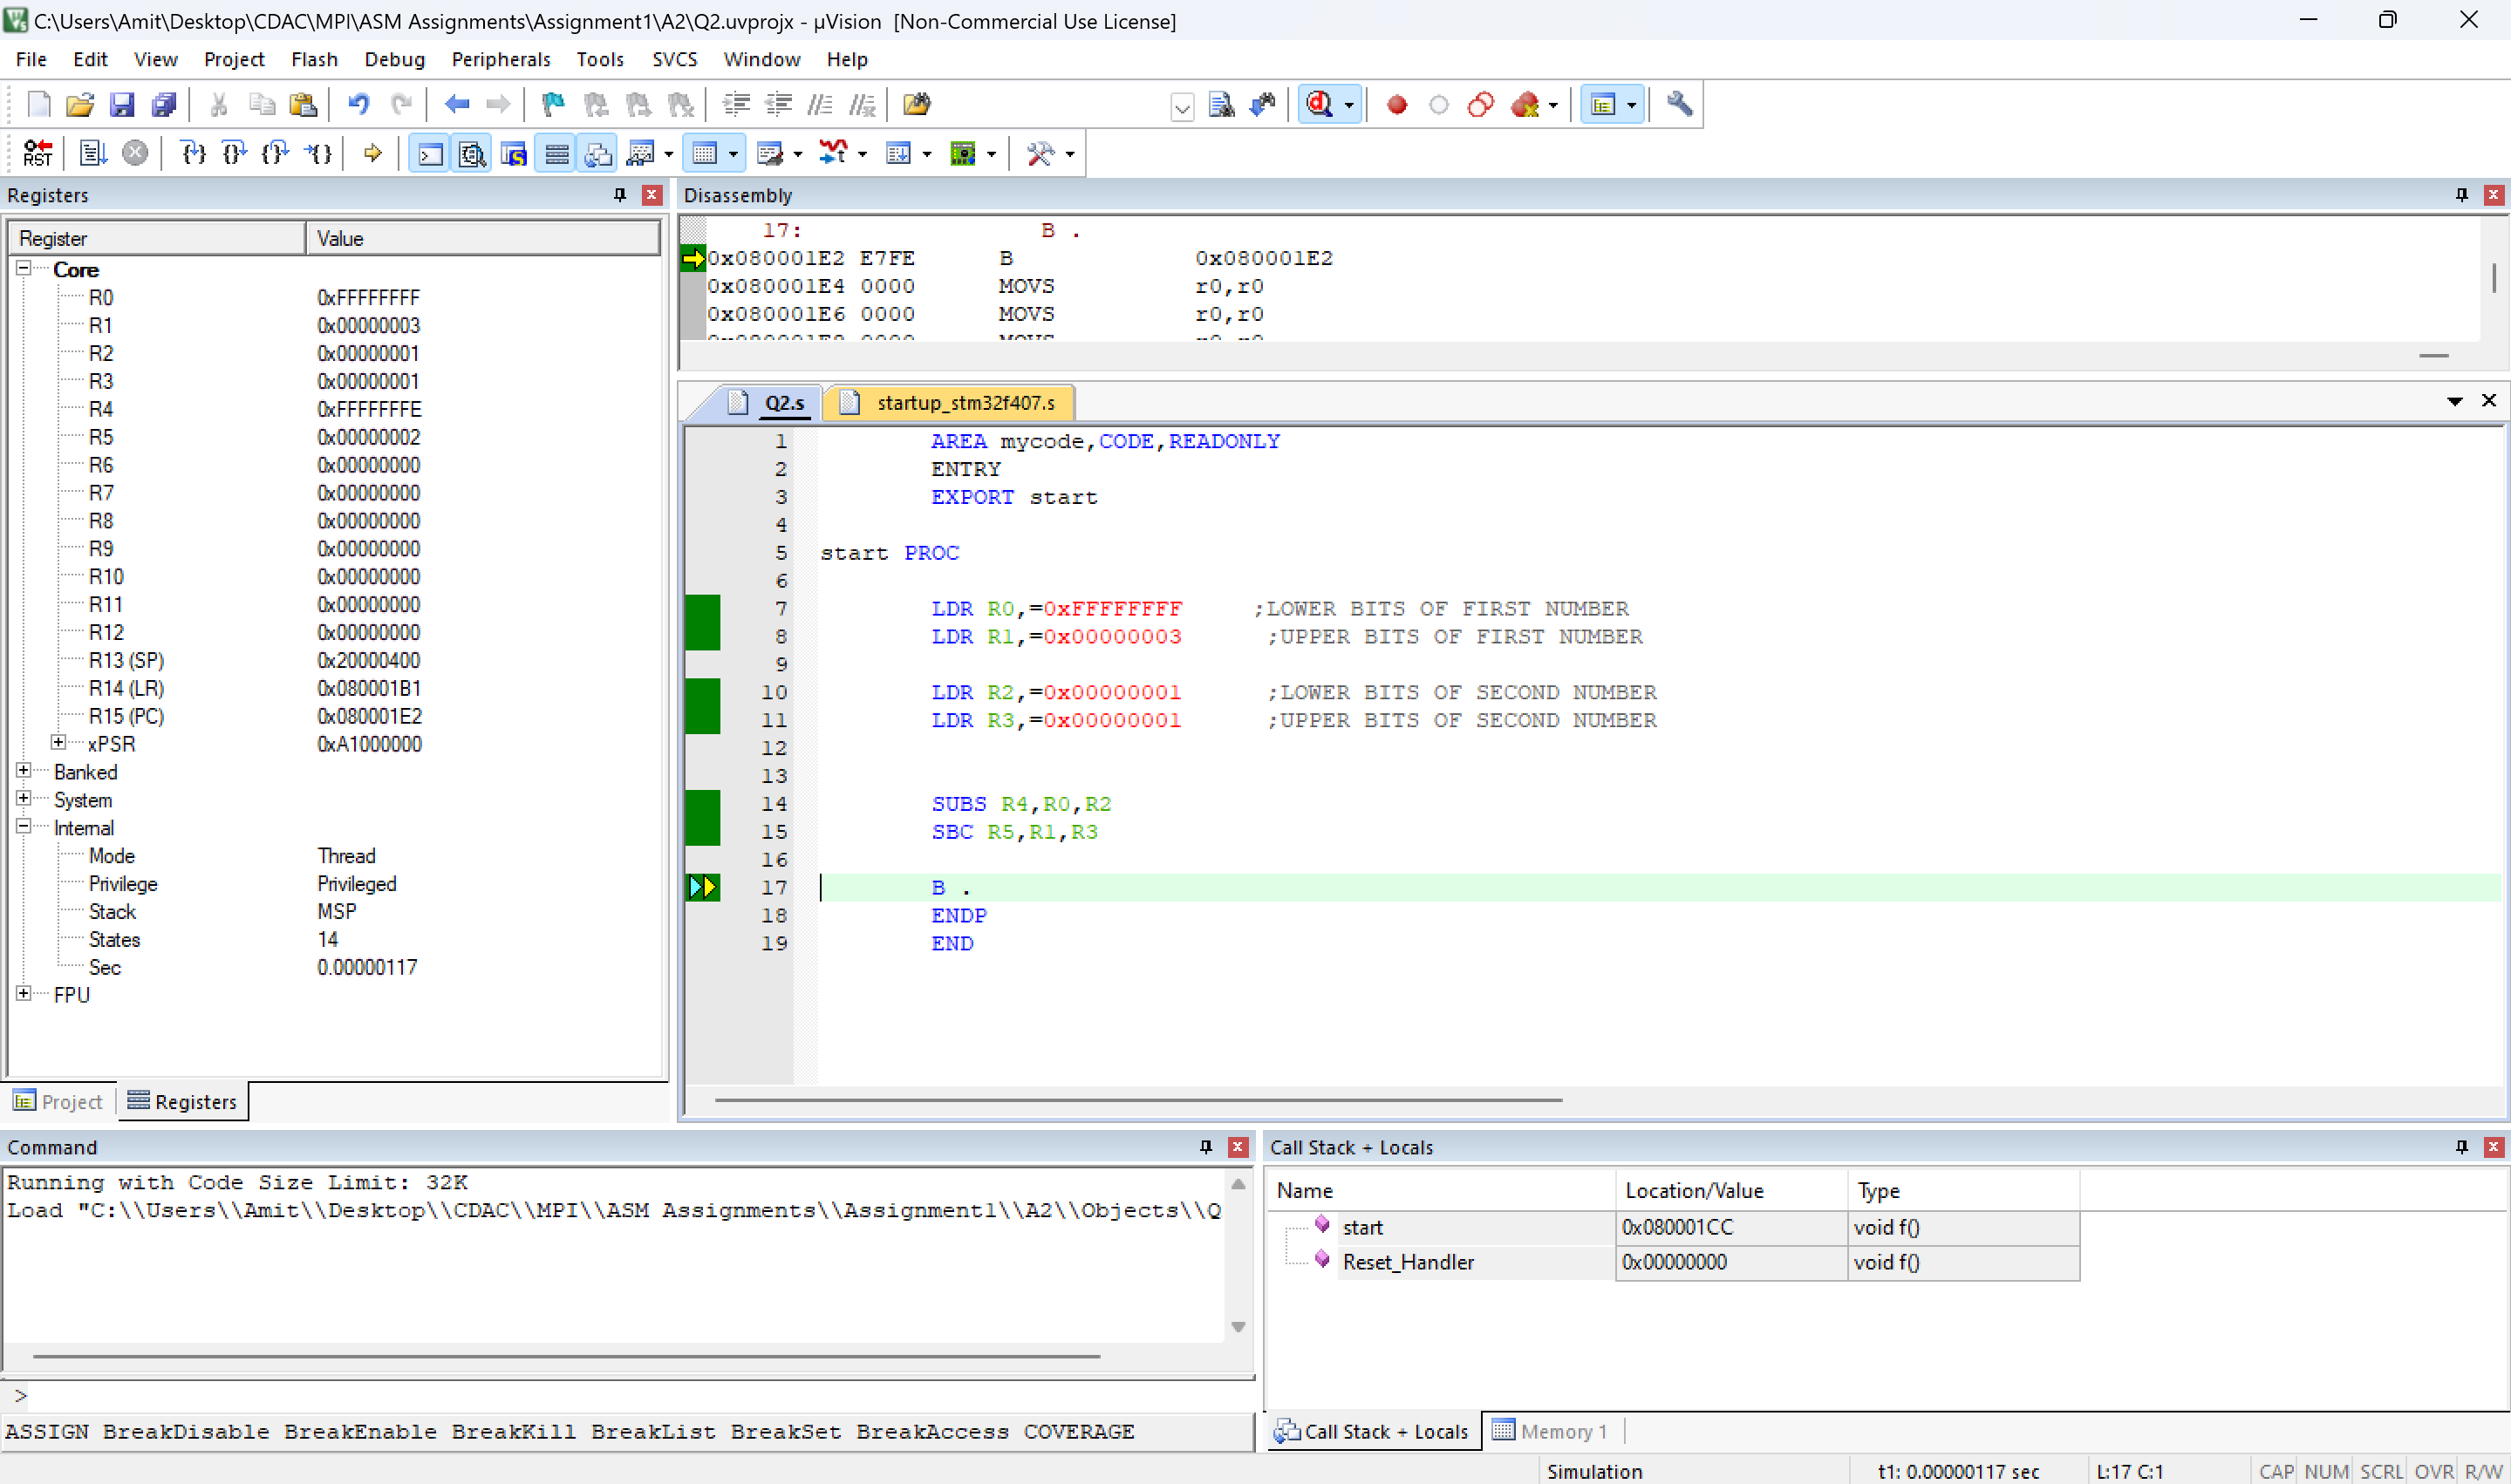 C:\Users\Amit\Desktop\CDAC\MPI\ASM Assignments\Assignment1\A2\Q2.uvprojx - µVision [Non-Commercial Use License]
File Edit View Project Flash Debug Peripherals Tools SVCS Window Help
RST
Registers
Register Value
Core
R0 0xFFFFFFFF
R1 0x00000003
R2 0x00000001
R3 0x00000001
R4 0xFFFFFFFE
R5 0x00000002
R6 0x00000000
R7 0x00000000
R8 0x00000000
R9 0x00000000
R10 0x00000000
R11 0x00000000
R12 0x00000000
R13 (SP) 0x20000400
R14 (LR) 0x080001B1
R15 (PC) 0x080001E2
xPSR 0xA1000000
Banked
System
Internal
Mode Thread
Privilege Privileged
Stack MSP
States 14
Sec 0.00000117
FPU
Project Registers
Disassembly
17: B .
0x080001E2 E7FE B 0x080001E2
0x080001E4 0000 MOVS r0,r0
0x080001E6 0000 MOVS r0,r0
Q2.s startup_stm32f407.s
1 AREA mycode,CODE,READONLY
2 ENTRY
3 EXPORT start
4
5 start PROC
6
7 LDR R0,=0xFFFFFFFF ;LOWER BITS OF FIRST NUMBER
8 LDR R1,=0x00000003 ;UPPER BITS OF FIRST NUMBER
9
10 LDR R2,=0x00000001 ;LOWER BITS OF SECOND NUMBER
11 LDR R3,=0x00000001 ;UPPER BITS OF SECOND NUMBER
12
13
14 SUBS R4,R0,R2
15 SBC R5,R1,R3
16
17 B .
18 ENDP
19 END
Command
Running with Code Size Limit: 32K
Load "C:\\Users\\Amit\\Desktop\\CDAC\\MPI\\ASM Assignments\\Assignment1\\A2\\Objects\\Q
>
ASSIGN BreakDisable BreakEnable BreakKill BreakList BreakSet BreakAccess COVERAGE
Call Stack + Locals
Name Location/Value Type
start 0x080001CC void f()
Reset_Handler 0x00000000 void f()
Call Stack + Locals Memory 1
Simulation t1: 0.00000117 sec L:17 C:1 CAP NUM SCRL OVR R/W